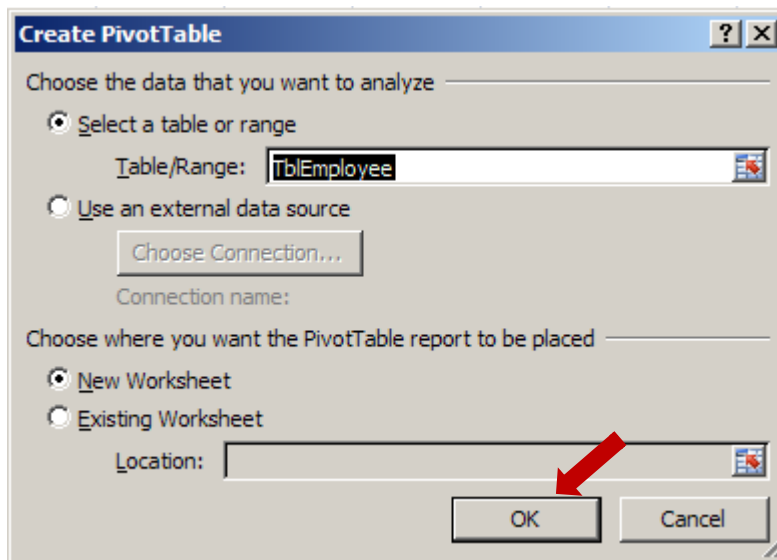 Create PivotTable
Choose the data that you want to analyze
Select a table or range
Table/Range: TblEmployee
Use an external data source
Choose Connection...
Connection name:
Choose where you want the PivotTable report to be placed
New Worksheet
Existing Worksheet
Location:
OK Cancel